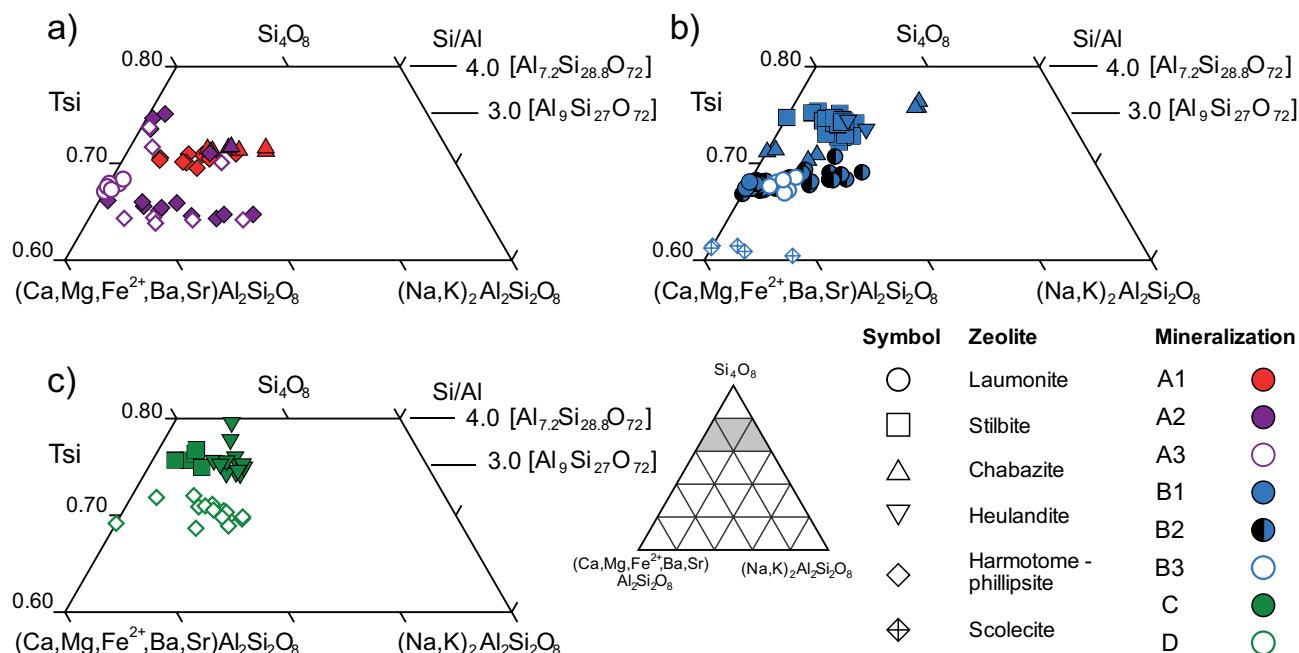 a)
Si₄O₈
Si/Al
0.80
4.0 [Al₇.₂Si₂₈.₈O₇₂]
Tsi
3.0 [Al₉Si₂₇O₇₂]
0.70
0.60
(Ca,Mg,Fe²⁺,Ba,Sr)Al₂Si₂O₈
(Na,K)₂Al₂Si₂O₈
b)
Si₄O₈
Si/Al
0.80
4.0 [Al₇.₂Si₂₈.₈O₇₂]
Tsi
3.0 [Al₉Si₂₇O₇₂]
0.70
0.60
(Ca,Mg,Fe²⁺,Ba,Sr)Al₂Si₂O₈
(Na,K)₂Al₂Si₂O₈
c)
Si₄O₈
Si/Al
0.80
4.0 [Al₇.₂Si₂₈.₈O₇₂]
Tsi
3.0 [Al₉Si₂₇O₇₂]
0.70
0.60
(Ca,Mg,Fe²⁺,Ba,Sr)Al₂Si₂O₈
(Na,K)₂Al₂Si₂O₈
Si₄O₈
(Ca,Mg,Fe²⁺,Ba,Sr)
Al₂Si₂O₈
(Na,K)₂Al₂Si₂O₈
Symbol Zeolite Mineralization
Laumonite A1
Stilbite A2
Chabazite A3
Heulandite B1
B2
Harmotome -
phillipsite B3
C
Scolecite D